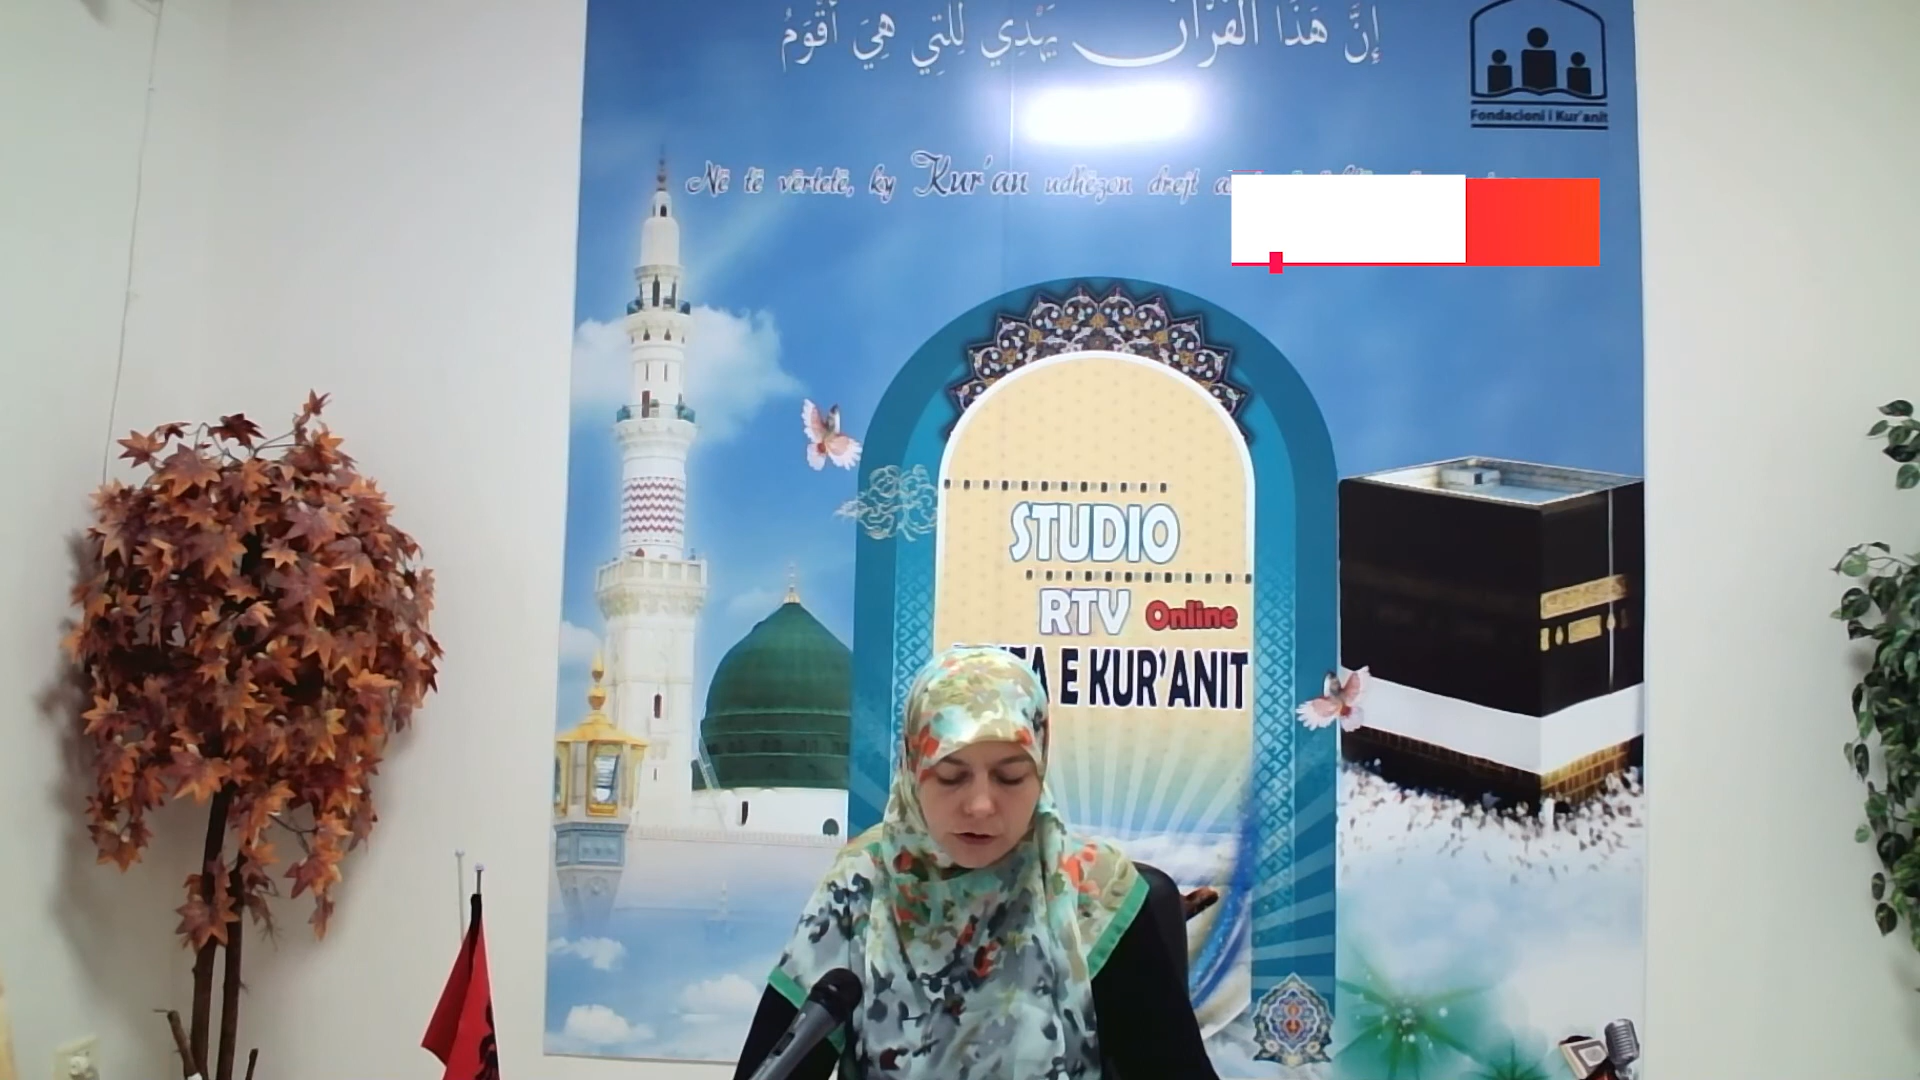 إِنَّ هَذَا الْقُرْآنَ يَهْدِي لِلَّتِي هِيَ أَقْوَمُ
Fondacioni i Kur'anit
Në të vërtetë, ky Kur'an udhëzon drejt
STUDIO
RTV Online
E KUR'ANIT